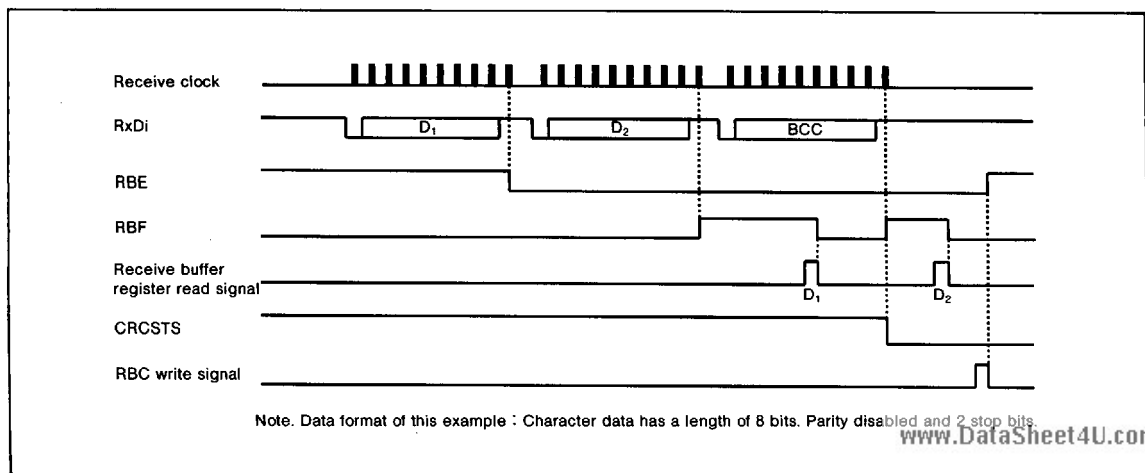 Receive clock
RxDi
D₁
D₂
BCC
RBE
RBF
Receive buffer
register read signal
D₁
D₂
CRCSTS
RBC write signal
Note. Data format of this example : Character data has a length of 8 bits. Parity disabled and 2 stop bits.
www.DataSheet4U.com